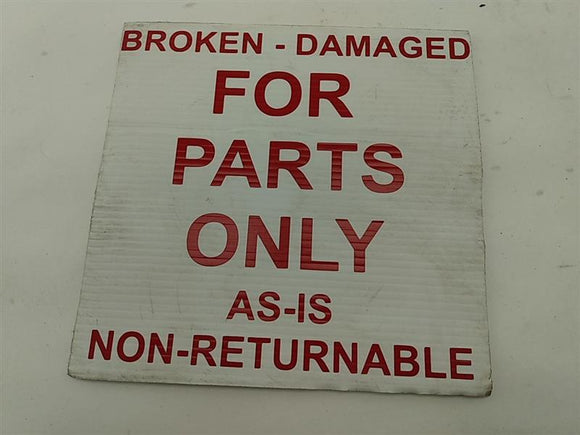 BROKEN - DAMAGED
FOR
PARTS
ONLY
AS-IS
NON-RETURNABLE